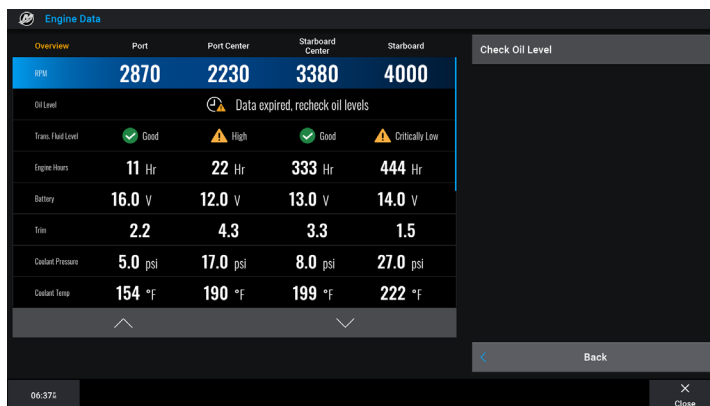 Engine Data
Overview Port Port Center Starboard Center Starboard
Check Oil Level
RPM 2870 2230 3380 4000
Oil Level Data expired, recheck oil levels
Trans. Fluid Level Good High Good Critically Low
Engine Hours 11 Hr 22 Hr 333 Hr 444 Hr
Battery 16.0 V 12.0 V 13.0 V 14.0 V
Trim 2.2 4.3 3.3 1.5
Coolant Pressure 5.0 psi 17.0 psi 8.0 psi 27.0 psi
Coolant Temp 154 °F 190 °F 199 °F 222 °F
Back
06:37
Close